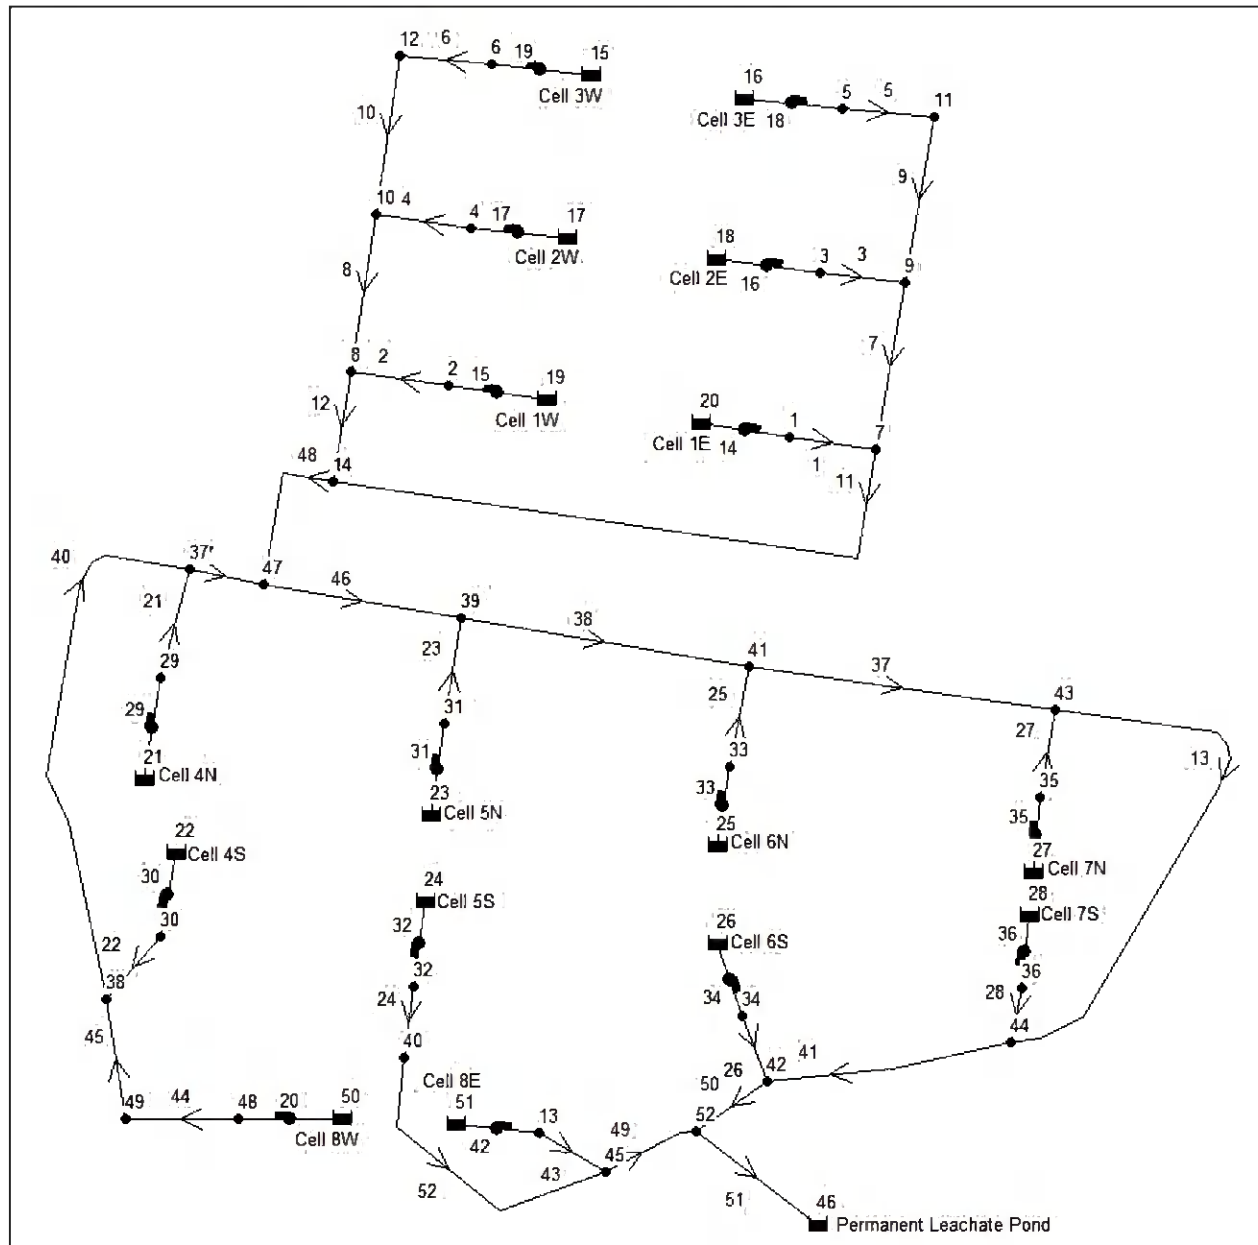 12 6 6 19 15
Cell 3W
16 5 5 11
Cell 3E 18
10
9
10 4 4 17 17
Cell 2W
18 3 3 9
Cell 2E 16
8
7
8 2 2 15 19
Cell 1W
12
20 1 7
Cell 1E 14 1
11
48 14
40 37 47 46 39
38 41
37 43
21
23
25
27
13
29
31
33
35
29
31
33
35
21 Cell 4N
23 Cell 5N
25 Cell 6N
27 Cell 7N
22 Cell 4S
24 Cell 5S
26 Cell 6S
28 Cell 7S
30
32
34 34
36
30
32
36
22
24
28
38
40
44
45
26 42 41
50
Cell 8E
49 44 48 20 50
Cell 8W
51 13
42
49 52
45
43
52
51
46
Permanent Leachate Pond